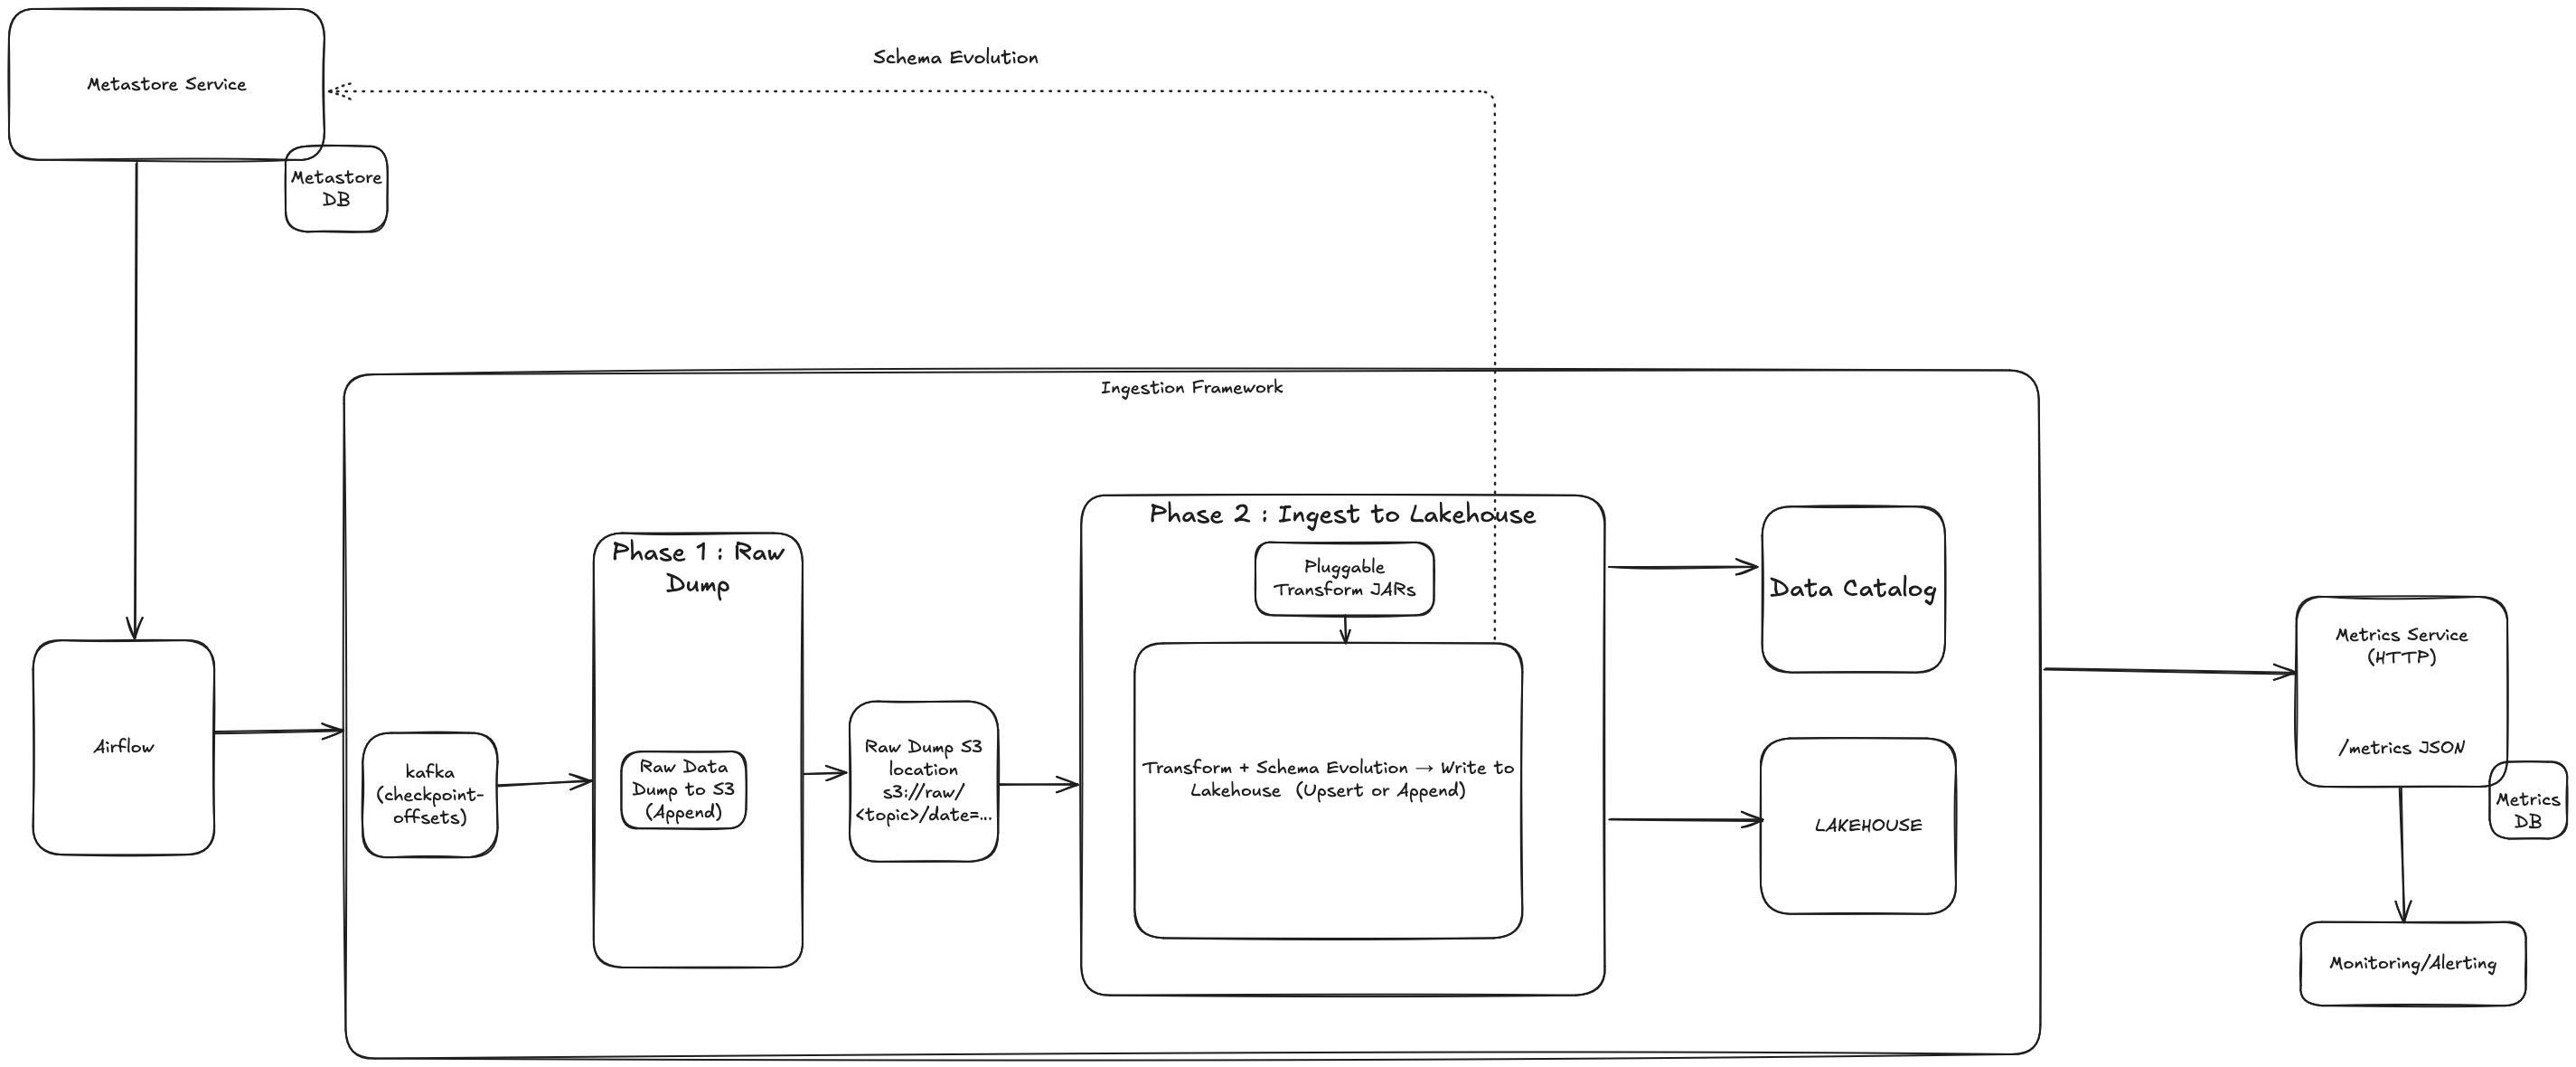 Schema Evolution
Metastore Service
Metastore
DB
Ingestion Framework
Phase 2 : Ingest to Lakehouse
Phase 1 : Raw
Dump
Pluggable
Transform JARs
Data Catalog
Metrics Service
(HTTP)
/metrics JSON
Airflow
kafka
(checkpoint-
offsets)
Raw Data
Dump to S3
(Append)
Raw Dump S3
location
s3://raw/
<topic>/date=...
Transform + Schema Evolution → Write to
Lakehouse (Upsert or Append)
LAKEHOUSE
Metrics
DB
Monitoring/Alerting